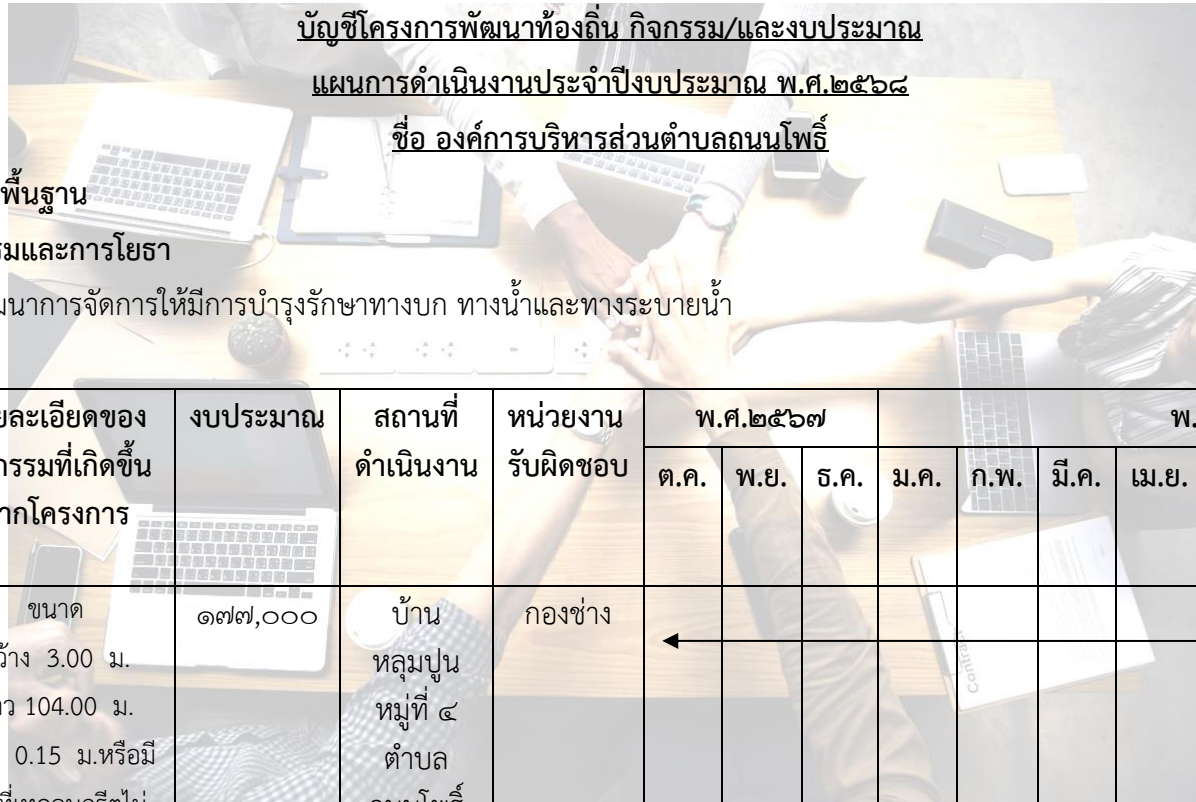 บัญชีโครงการพัฒนาท้องถิ่น กิจกรรม/และงบประมาณ
แผนการดำเนินงานประจำปีงบประมาณ พ.ศ.๒๕๖๘
ชื่อ องค์การบริหารส่วนตำบลถนนโพธิ์
พื้นฐาน
มและการโยธา
นาการจัดการให้มีการบำรุงรักษาทางบก ทางน้ำและทางระบายน้ำ
ยละเอียดของ
กรรมที่เกิดขึ้น
ากโครงการ
งบประมาณ
สถานที่
ดำเนินงาน
หน่วยงาน
รับผิดชอบ
พ.ศ.๒๕๖๗
พ.
ต.ค.
พ.ย.
ธ.ค.
ม.ค.
ก.พ.
มี.ค.
เม.ย.
ขนาด
ว้าง 3.00 ม.
ว 104.00 ม.
0.15 ม.หรือมี
๑๗๗,๐๐๐
บ้าน
หลุมปูน
หมู่ที่ ๔
ตำบล
ถนนโพธิ์
กองช่าง
Contract